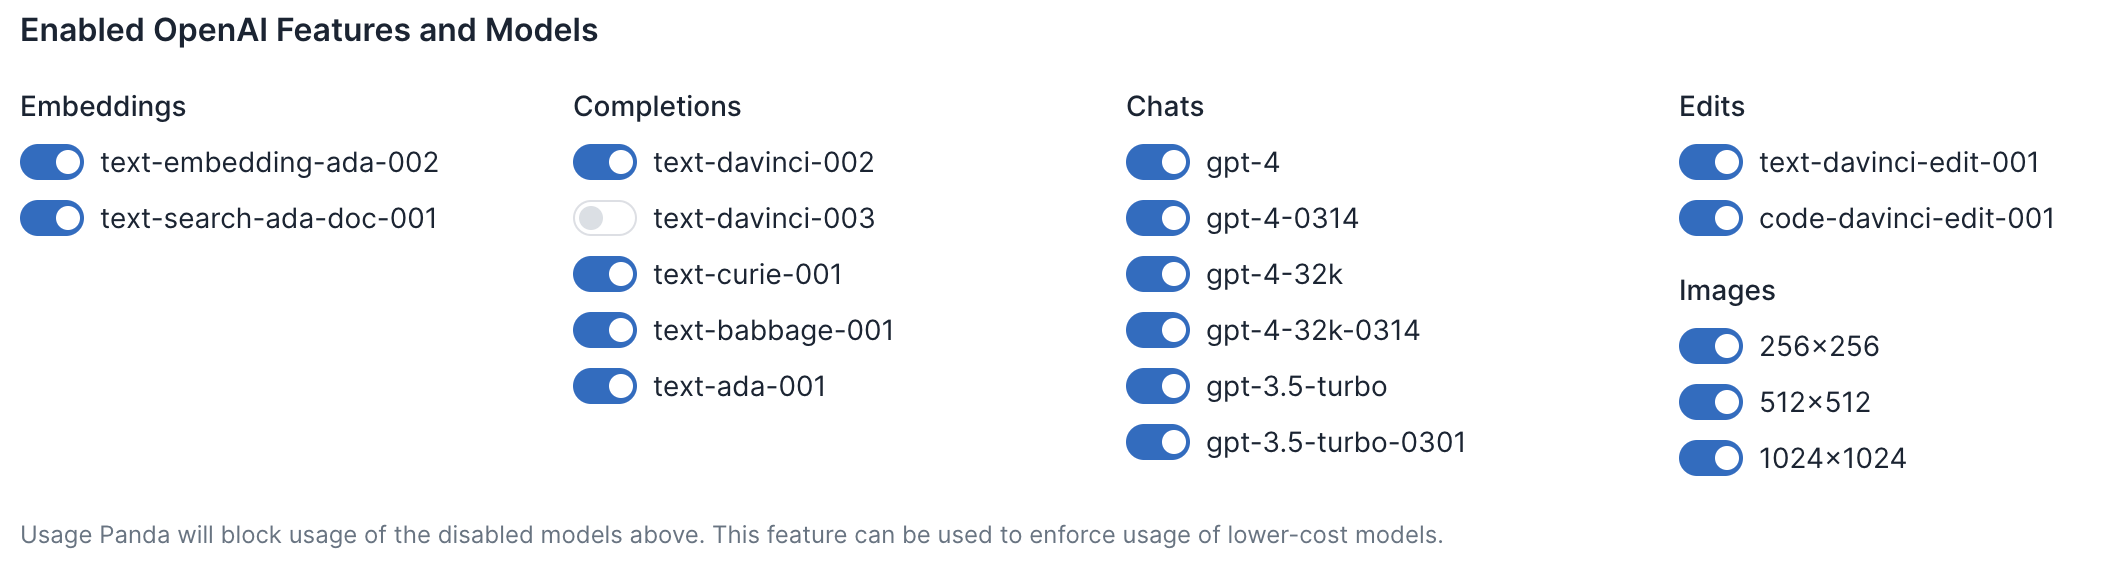 Enabled OpenAI Features and Models
Embeddings
text-embedding-ada-002
text-search-ada-doc-001
Completions
text-davinci-002
text-davinci-003
text-curie-001
text-babbage-001
text-ada-001
Chats
gpt-4
gpt-4-0314
gpt-4-32k
gpt-4-32k-0314
gpt-3.5-turbo
gpt-3.5-turbo-0301
Edits
text-davinci-edit-001
code-davinci-edit-001
Images
256×256
512×512
1024×1024
Usage Panda will block usage of the disabled models above. This feature can be used to enforce usage of lower-cost models.